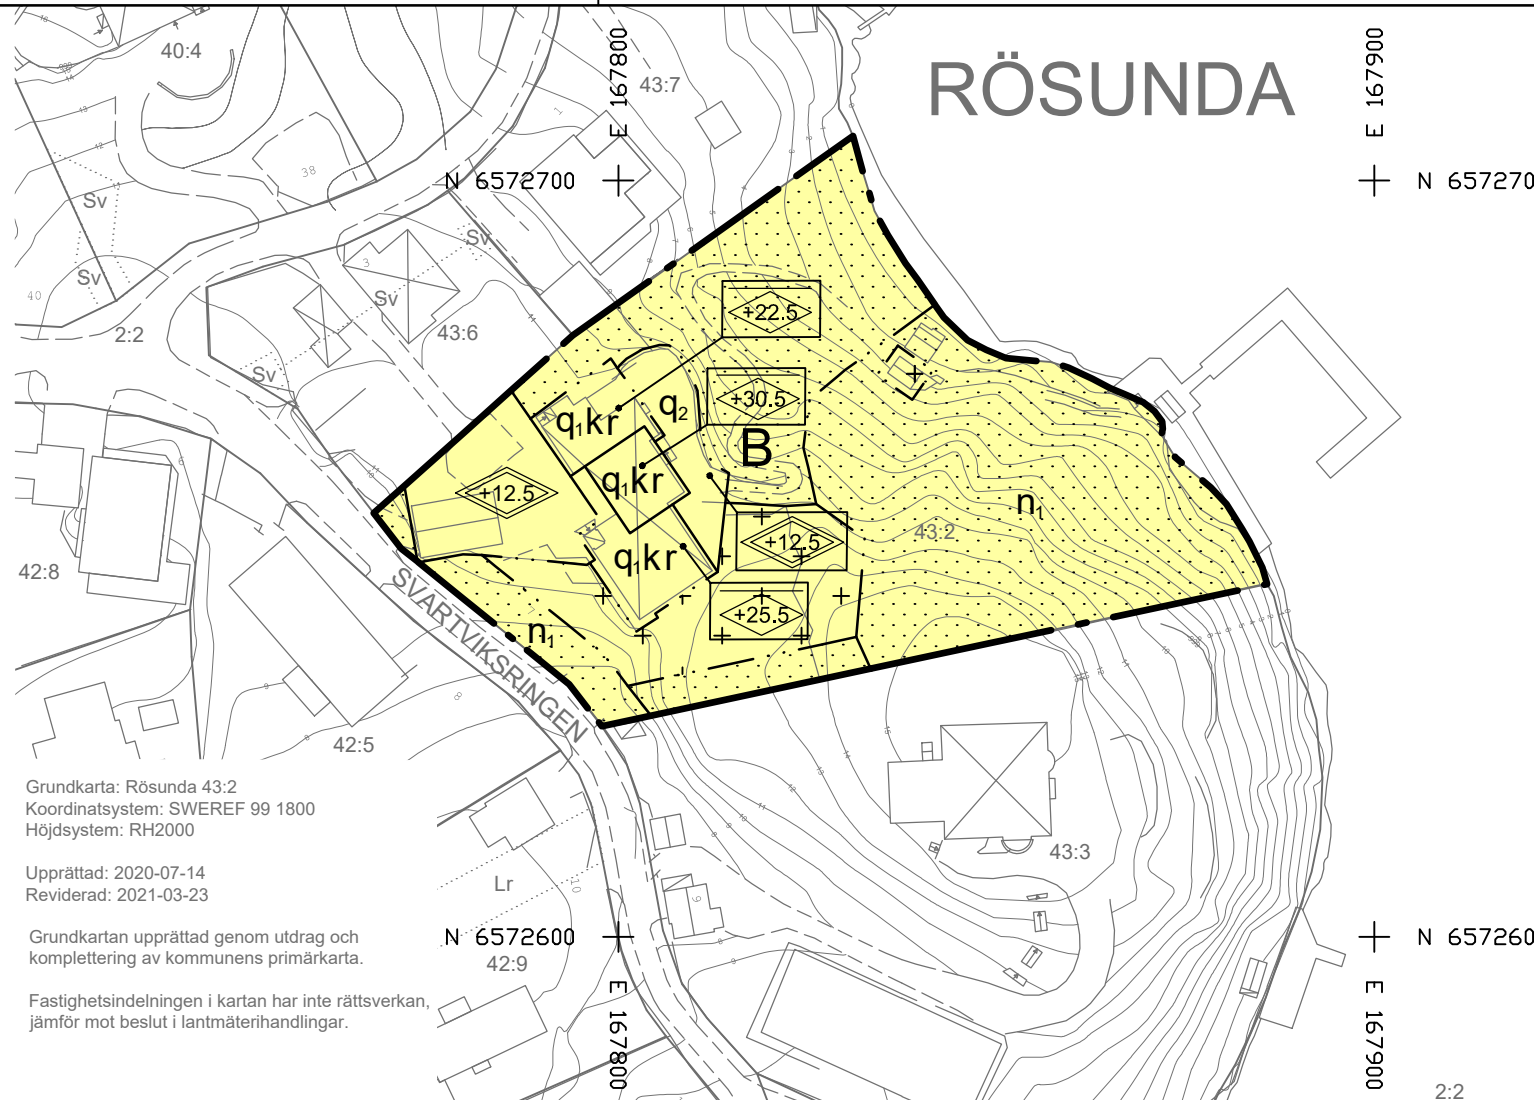 RÖSUNDA
40:4
43:7
E 167800
E 167900
N 6572700
N 657270
38
Sv
Sv
Sv
Sv
Sv
3
40
2:2
43:6
+22.5
+30.5
q₁kr
q₂
B
q₁kr
+12.5
n₁
43:2
+12.5
q₁kr
42:8
+25.5
n₁
SVARTVIKSRINGEN
42:5
Grundkarta: Rösunda 43:2
Koordinatsystem: SWEREF 99 1800
Höjdsystem: RH2000
Upprättad: 2020-07-14
Reviderad: 2021-03-23
43:3
Lr
10
Grundkartan upprättad genom utdrag och
komplettering av kommunens primärkarta.
N 6572600
N 657260
42:9
Fastighetsindelningen i kartan har inte rättsverkan,
jämför mot beslut i lantmäterihandlingar.
E 167800
E 167900
2:2